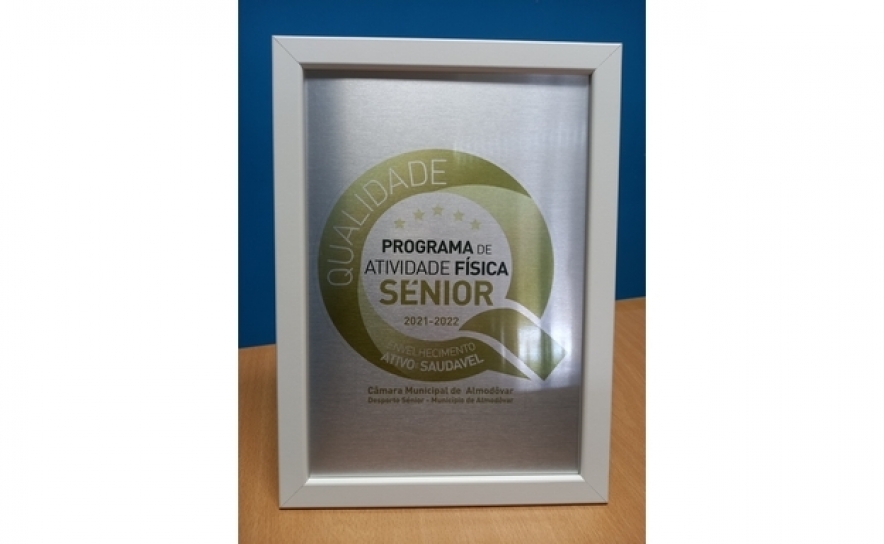 QUALIDADE
PROGRAMA DE
ATIVIDADE FÍSICA
SÉNIOR
2021-2022
ENVELHECIMENTO
ATIVO E SAUDAVEL
Câmara Municipal de Almodôvar
Desporto Sénior - Município de Almodôvar